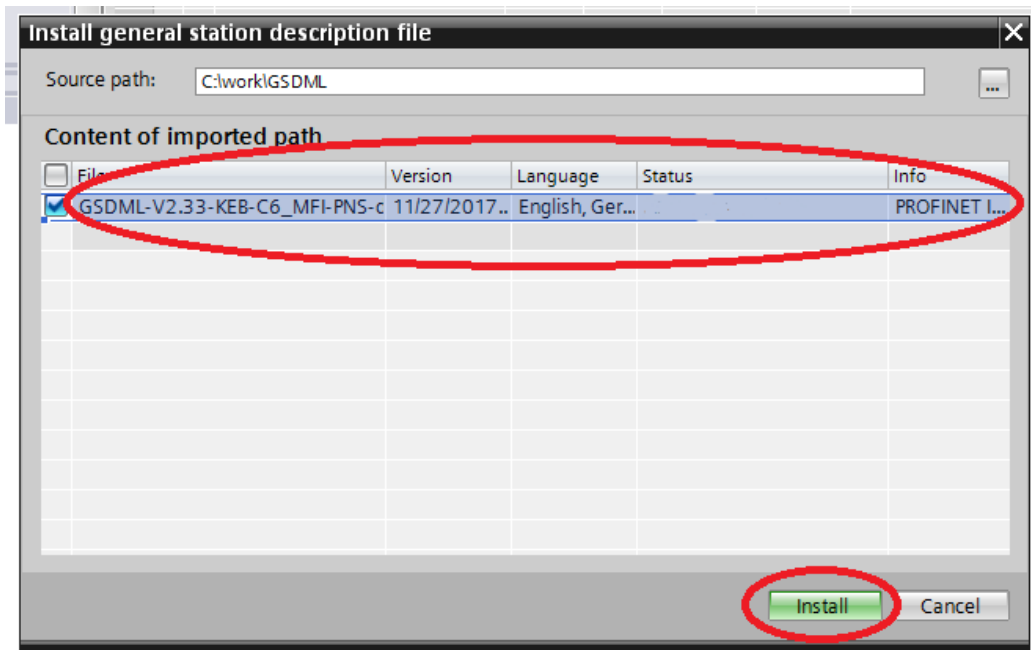 Install general station description file
Source path: C:\work\GSDML ...
Content of imported path
File Version Language Status Info
GSDML-V2.33-KEB-C6_MFI-PNS-c 11/27/2017.. English, Ger... PROFINET I...
Install Cancel